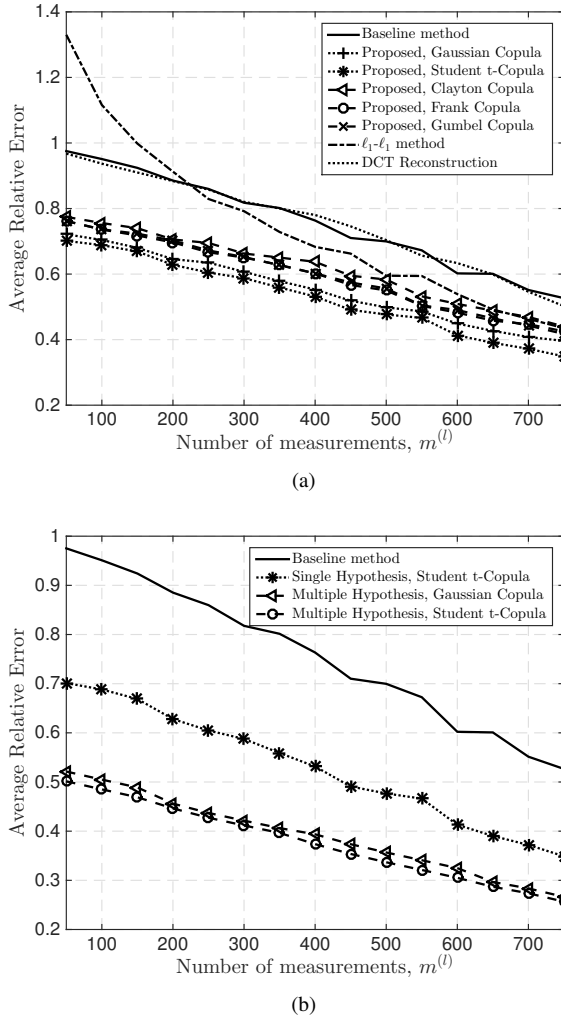 1.4
1.2
1
0.8
0.6
0.4
0.2
Average Relative Error
Baseline method
Proposed, Gaussian Copula
Proposed, Student t-Copula
Proposed, Clayton Copula
Proposed, Frank Copula
Proposed, Gumbel Copula
ℓ₁-ℓ₁ method
DCT Reconstruction
100 200 300 400 500 600 700
Number of measurements, m⁽ˡ⁾
(a)
1
0.9
0.8
0.7
0.6
0.5
0.4
0.3
0.2
Average Relative Error
Baseline method
Single Hypothesis, Student t-Copula
Multiple Hypothesis, Gaussian Copula
Multiple Hypothesis, Student t-Copula
100 200 300 400 500 600 700
Number of measurements, m⁽ˡ⁾
(b)